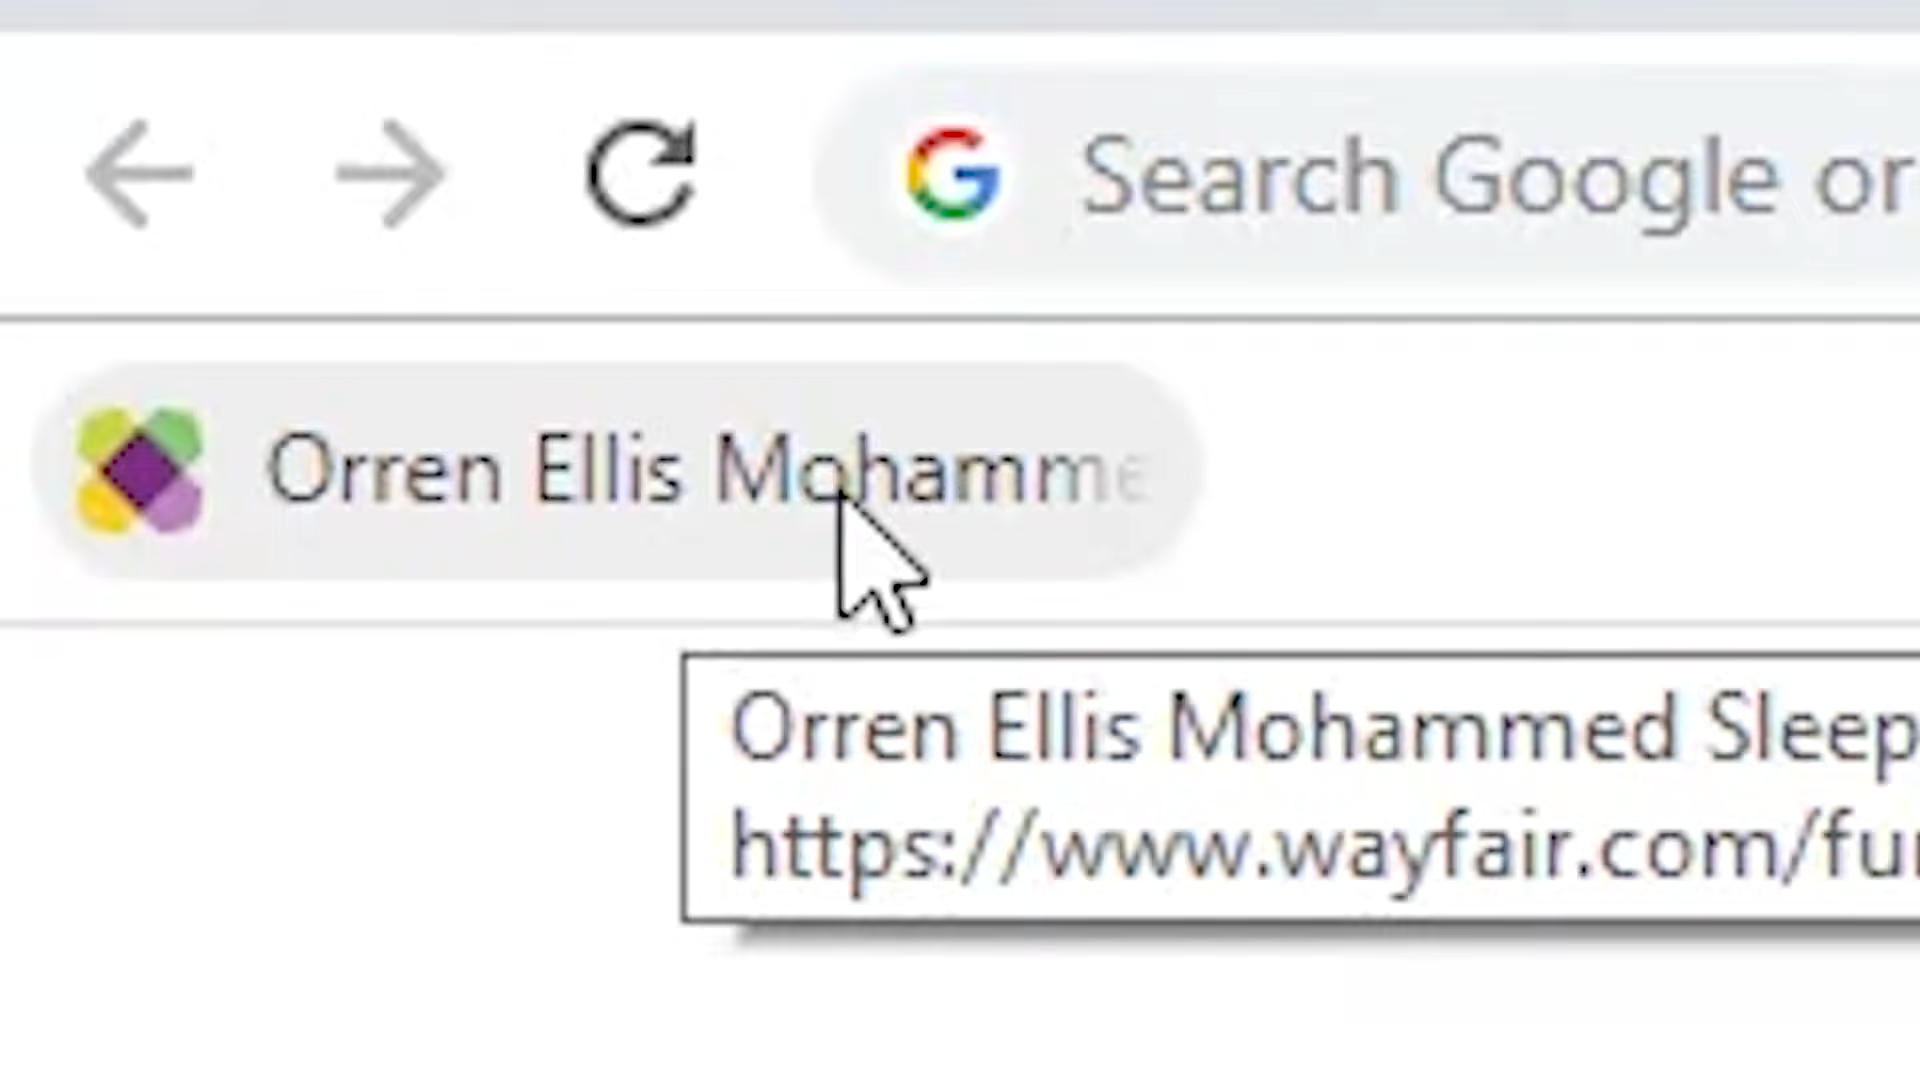 Search Google or
Orren Ellis Mohamme
Orren Ellis Mohammed Sleep
https://www.wayfair.com/fu